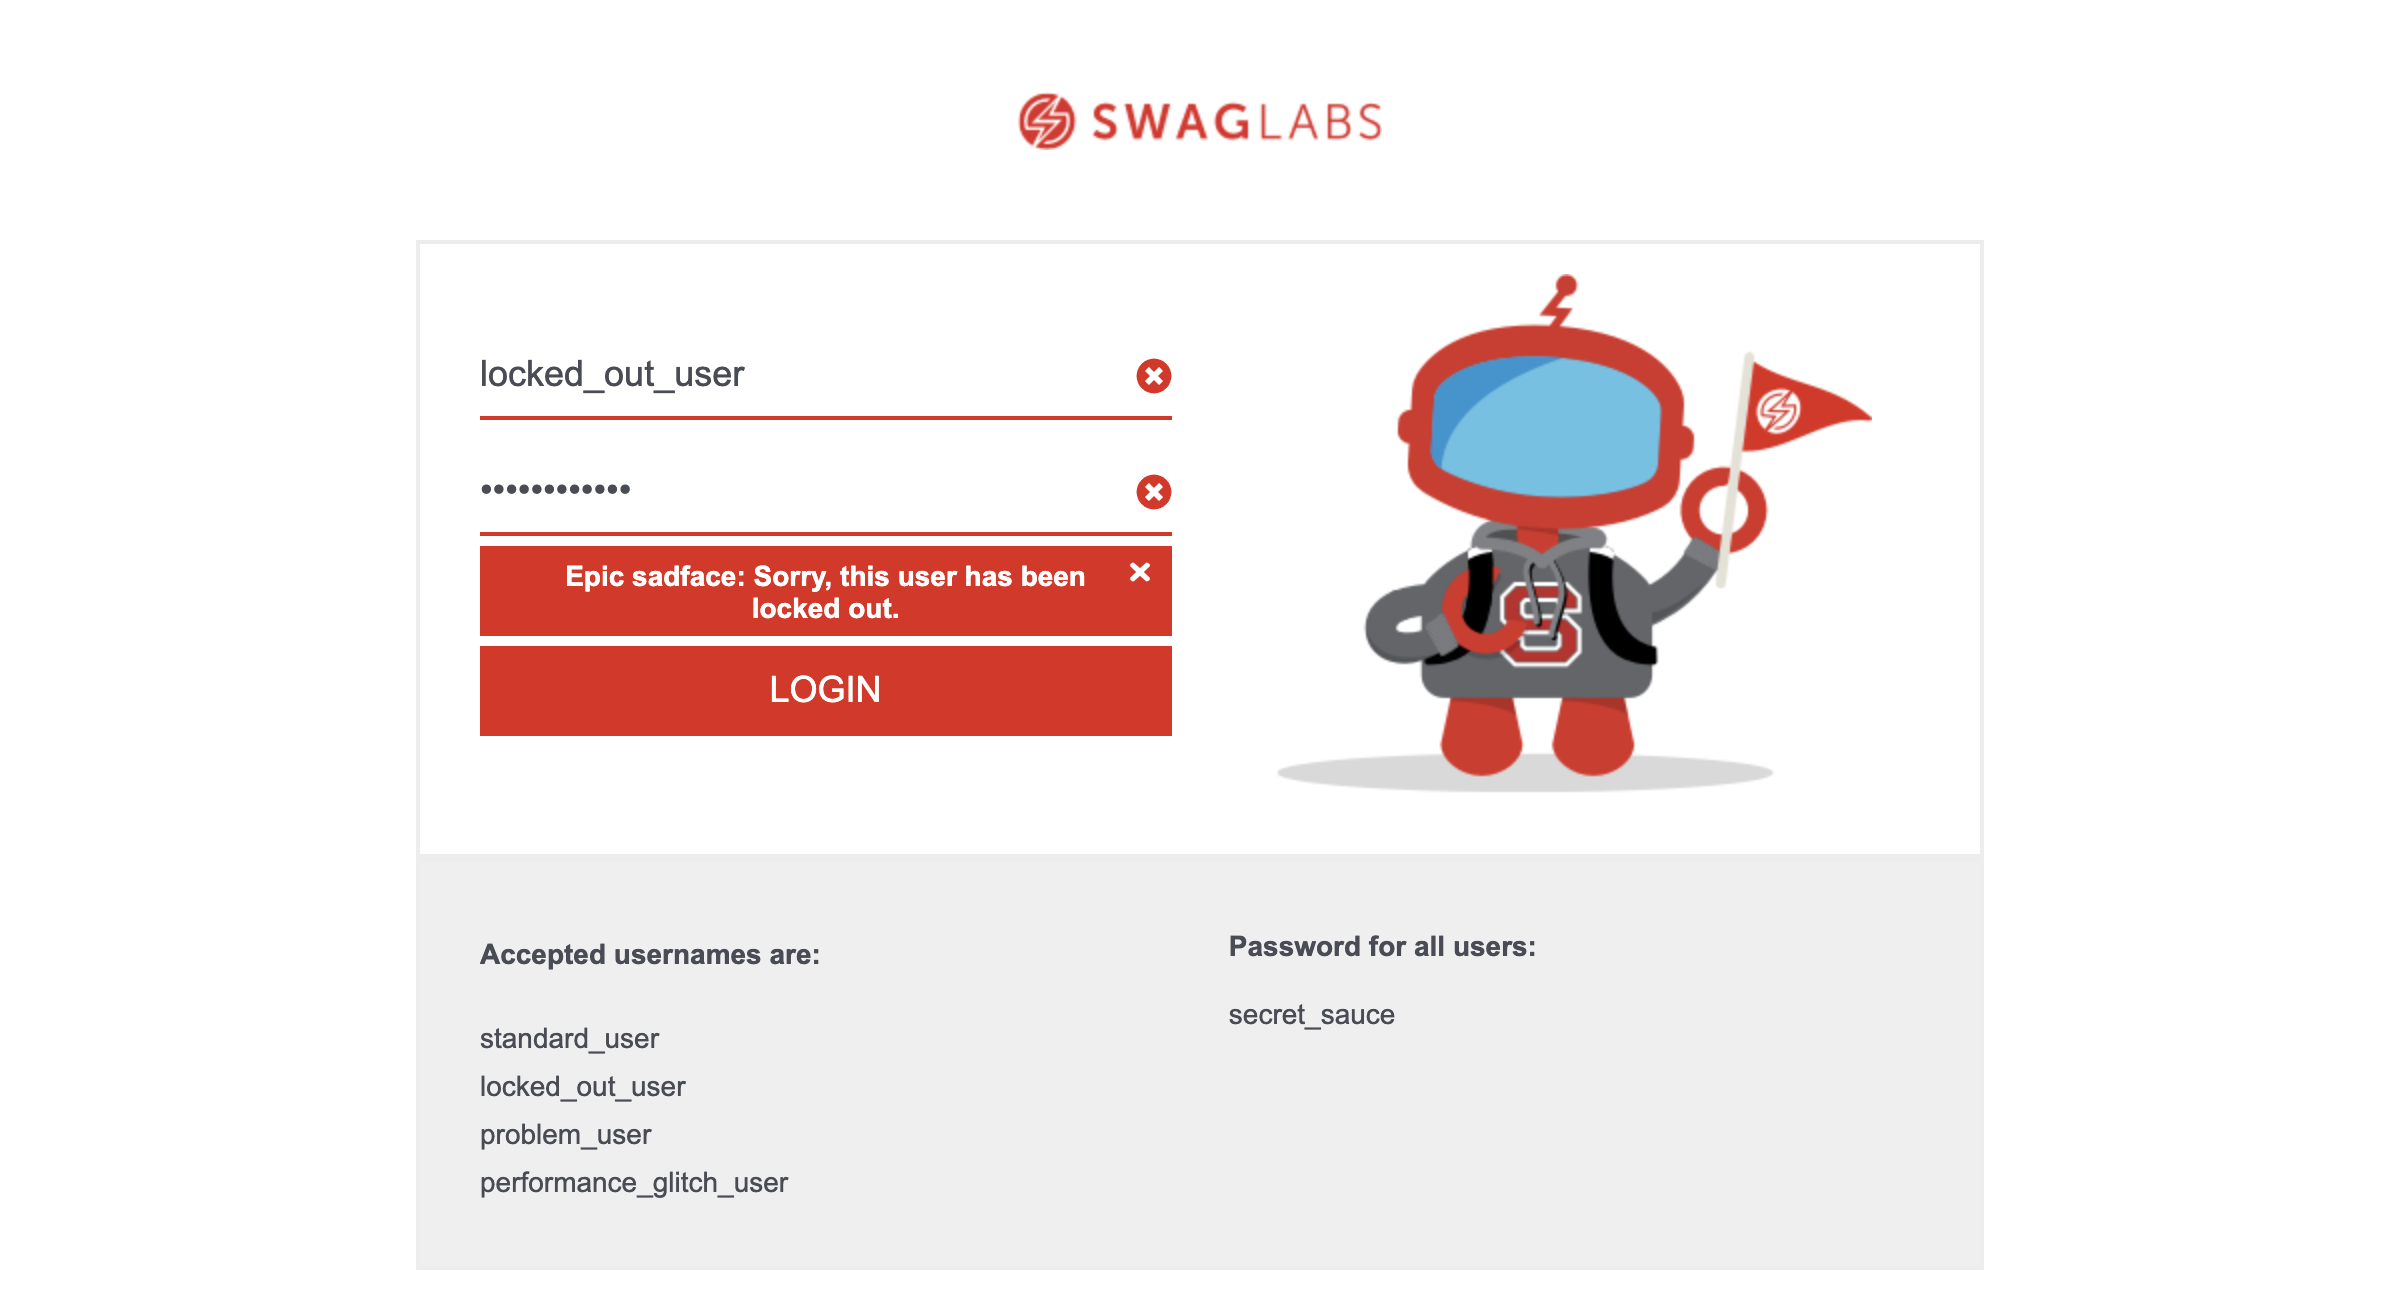 SWAGLABS
locked_out_user
••••••••••••
Epic sadface: Sorry, this user has been
locked out.
LOGIN
S
Accepted usernames are:
standard_user
locked_out_user
problem_user
performance_glitch_user
Password for all users:
secret_sauce